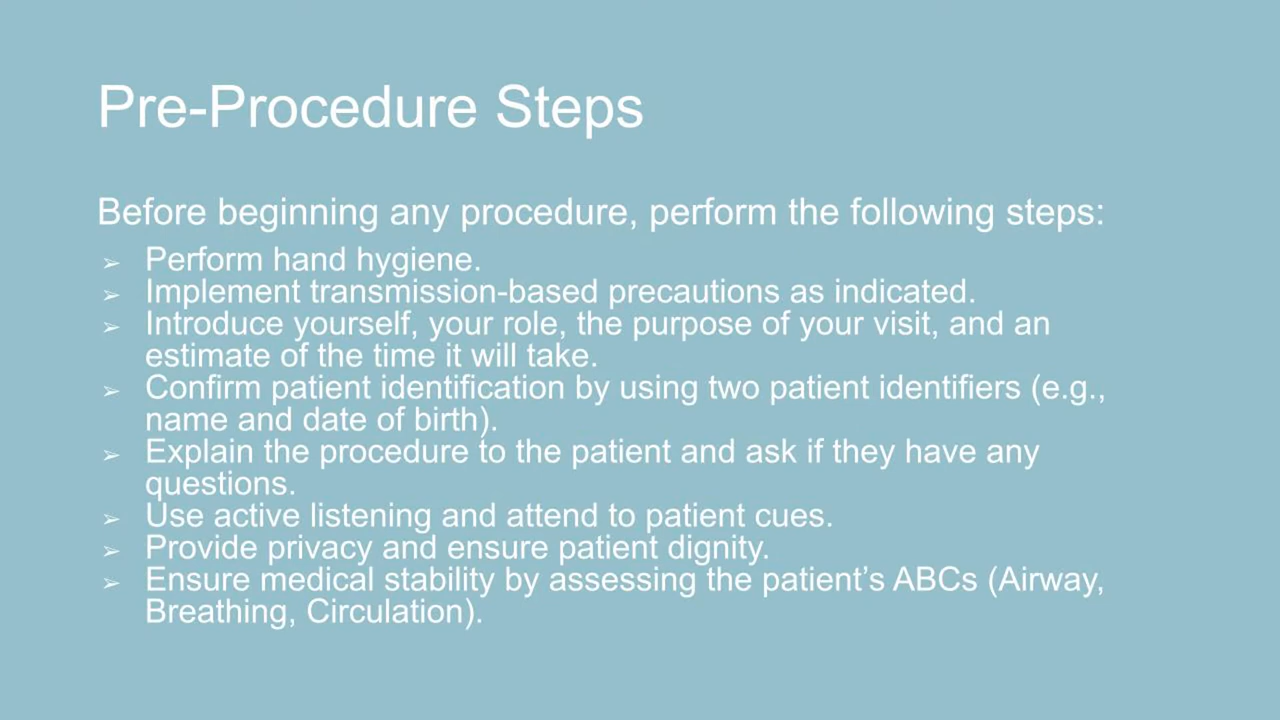 Pre-Procedure Steps
Before beginning any procedure, perform the following steps:
➢ Perform hand hygiene.
➢ Implement transmission-based precautions as indicated.
➢ Introduce yourself, your role, the purpose of your visit, and an
estimate of the time it will take.
➢ Confirm patient identification by using two patient identifiers (e.g.,
name and date of birth).
➢ Explain the procedure to the patient and ask if they have any
questions.
➢ Use active listening and attend to patient cues.
➢ Provide privacy and ensure patient dignity.
➢ Ensure medical stability by assessing the patient’s ABCs (Airway,
Breathing, Circulation).